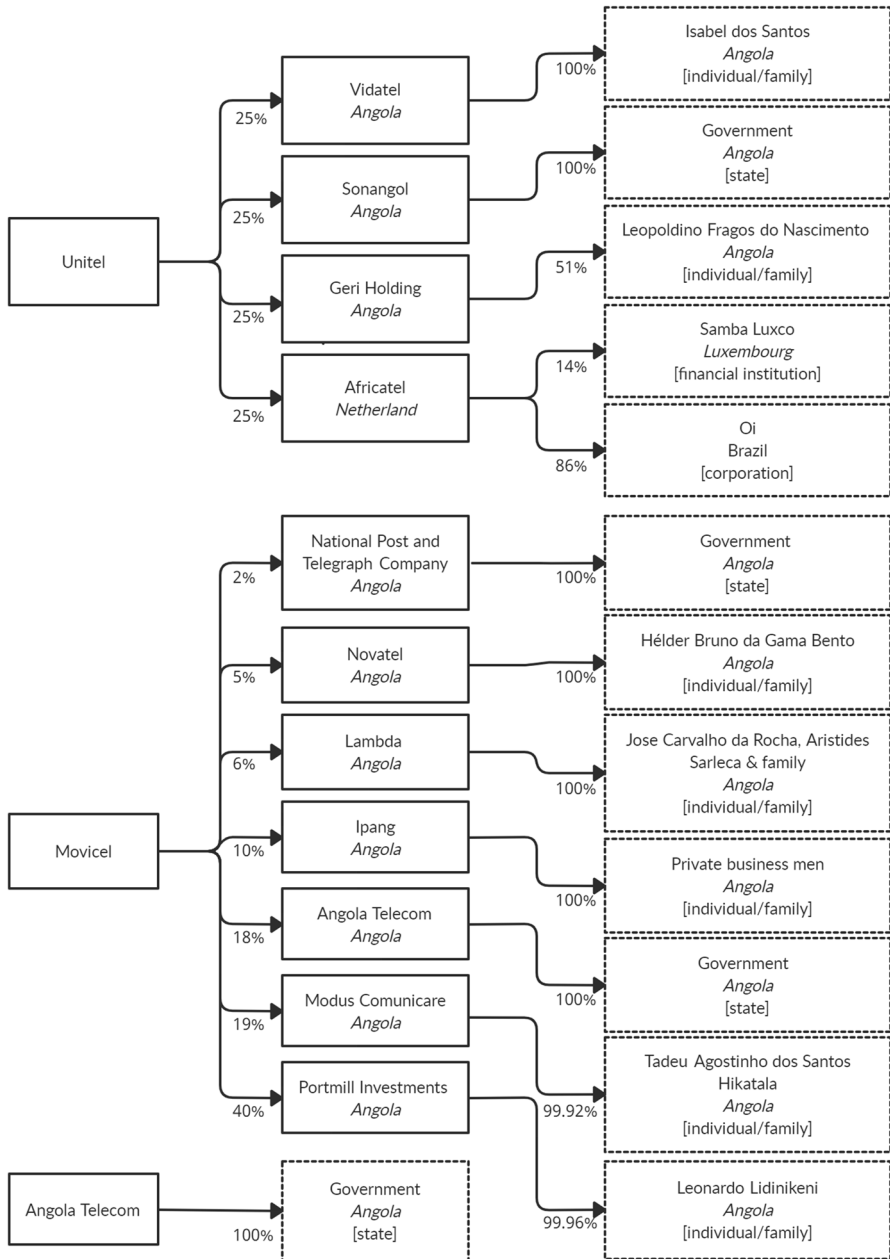 Unitel
25%
Vidatel
Angola
100%
Isabel dos Santos
Angola
[individual/family]
25%
Sonangol
Angola
100%
Government
Angola
[state]
25%
Geri Holding
Angola
51%
Leopoldino Fragos do Nascimento
Angola
[individual/family]
25%
Africatel
Netherland
14%
Samba Luxco
Luxembourg
[financial institution]
86%
Oi
Brazil
[corporation]
Movicel
2%
National Post and
Telegraph Company
Angola
100%
Government
Angola
[state]
5%
Novatel
Angola
100%
Hélder Bruno da Gama Bento
Angola
[individual/family]
6%
Lambda
Angola
100%
Jose Carvalho da Rocha, Aristides
Sarleca & family
Angola
[individual/family]
10%
Ipang
Angola
100%
Private business men
Angola
[individual/family]
18%
Angola Telecom
Angola
100%
Government
Angola
[state]
19%
Modus Comunicare
Angola
99.92%
Tadeu Agostinho dos Santos
Hikatala
Angola
[individual/family]
40%
Portmill Investments
Angola
99.96%
Leonardo Lidinikeni
Angola
[individual/family]
Angola Telecom
100%
Government
Angola
[state]